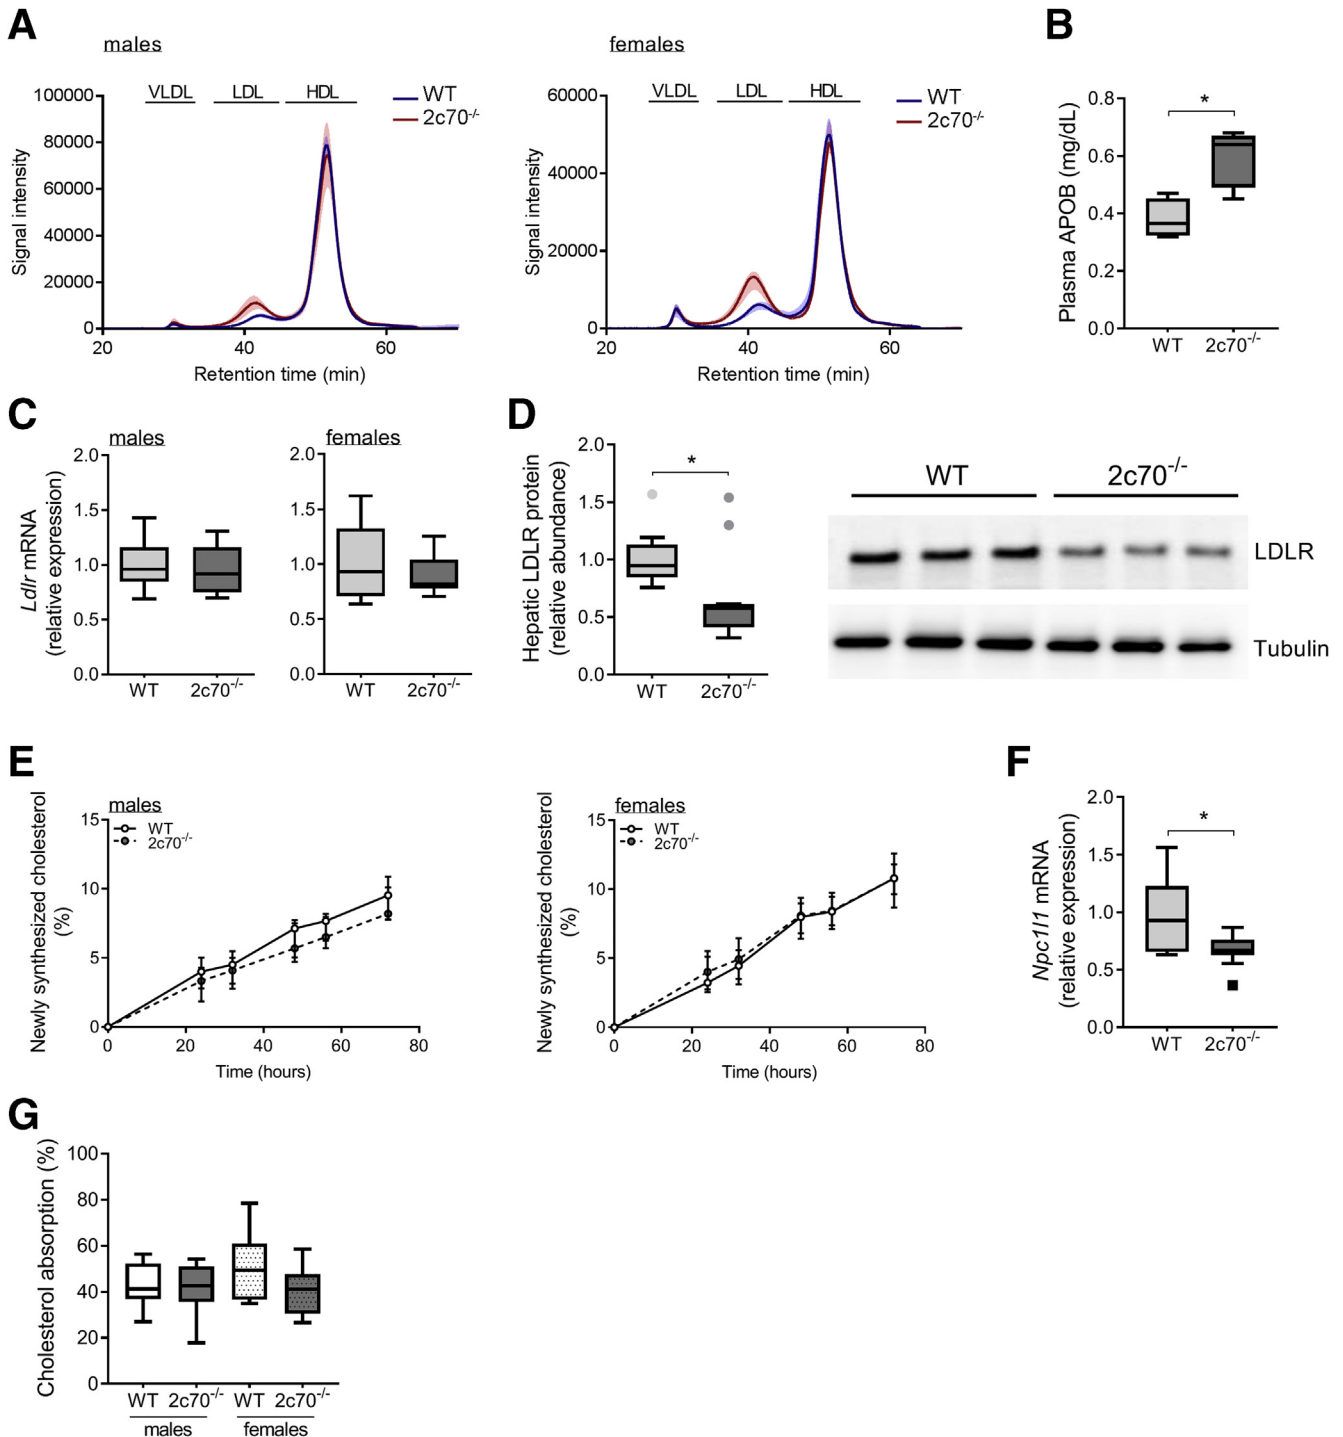 A
males
VLDL LDL HDL
WT
2c70-/-
100000
80000
60000
40000
20000
0
Signal intensity
20 40 60
Retention time (min)
females
VLDL LDL HDL
WT
2c70-/-
60000
40000
20000
0
Signal intensity
20 40 60
Retention time (min)
B
Plasma APOB (mg/dL)
0.8
0.6
0.4
0.2
0.0
*
WT 2c70-/-
C
males
Ldlr mRNA
(relative expression)
2.0
1.5
1.0
0.5
0.0
WT 2c70-/-
females
2.0
1.5
1.0
0.5
0.0
WT 2c70-/-
D
Hepatic LDLR protein
(relative abundance)
2.0
1.5
1.0
0.5
0.0
*
WT 2c70-/-
WT 2c70-/-
LDLR
Tubulin
E
Newly synthesized cholesterol
(%)
males
WT
2c70-/-
15
10
5
0
0 20 40 60 80
Time (hours)
Newly synthesized cholesterol
(%)
females
WT
2c70-/-
15
10
5
0
0 20 40 60 80
Time (hours)
F
Npc1l1 mRNA
(relative expression)
2.0
1.5
1.0
0.5
0.0
*
WT 2c70-/-
G
Cholesterol absorption (%)
100
80
60
40
20
0
WT 2c70-/- WT 2c70-/-
males females